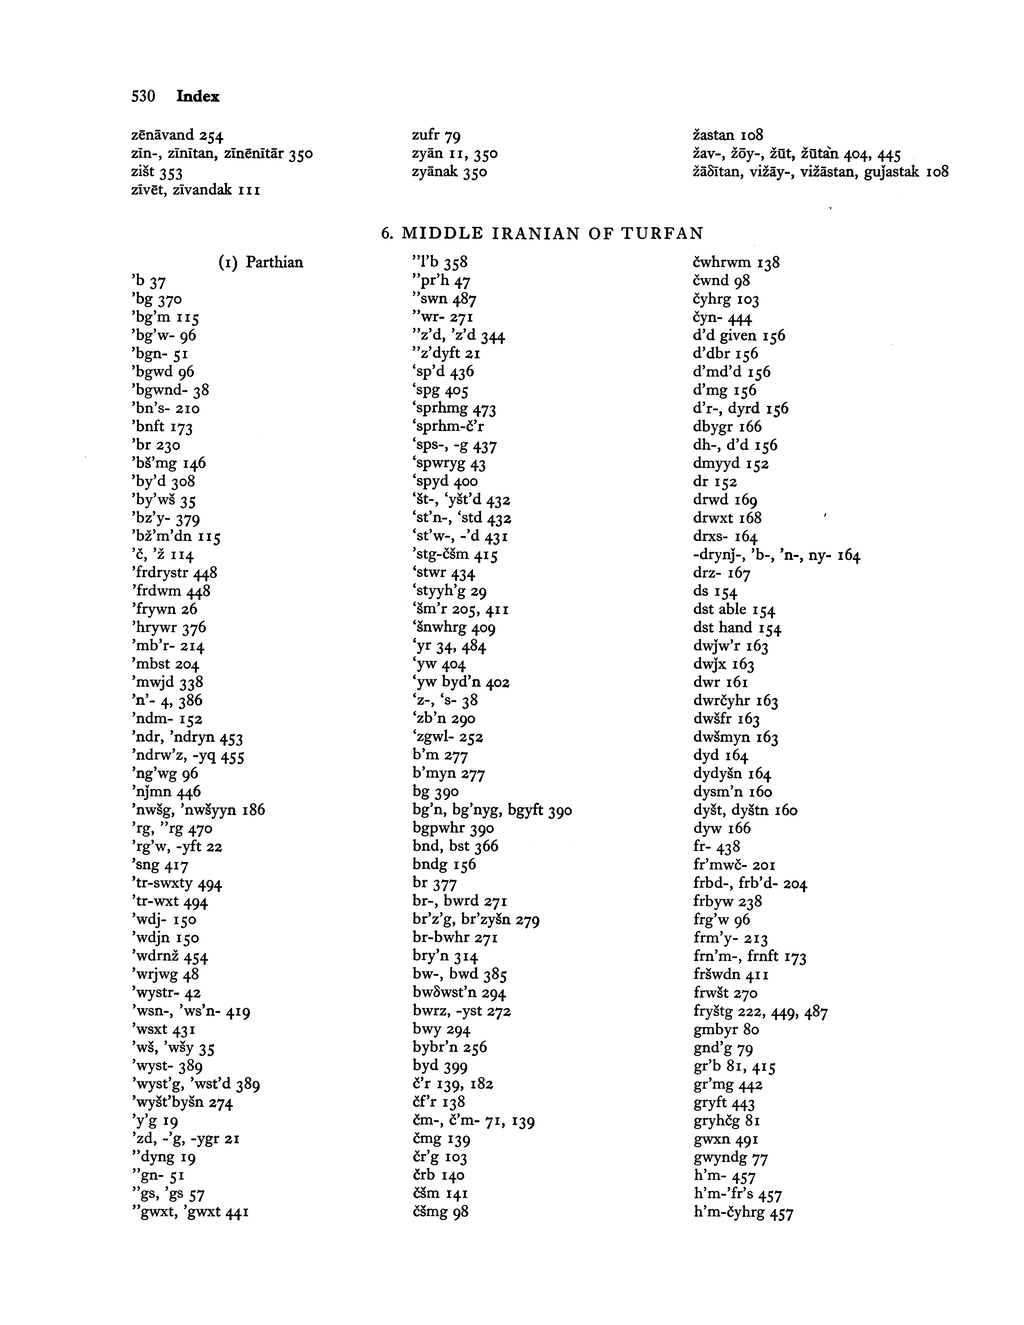 530 Index
zēnāvand 254
zīn-, zīnītan, zīnēnītār 350
zišt 353
zīvēt, zīvandak 111
zufr 79
zyān 11, 350
zyānak 350
žastan 108
žav-, žōy-, žūt, žūtan 404, 445
žāδītan, vižāy-, vižāstan, guǰastak 108
6. MIDDLE IRANIAN OF TURFAN
(1) Parthian
’b 37
’bg 370
’bg’m 115
’bg’w- 96
’bgn- 51
’bgwd 96
’bgwnd- 38
’bn’s- 210
’bnft 173
’br 230
’bš’mg 146
’by’d 308
’by’wš 35
’bz’y- 379
’bž’m’dn 115
’č, ’ž 114
’frdrystr 448
’frdwm 448
’frywn 26
’hrywr 376
’mb’r- 214
’mbst 204
’mwǰd 338
’n’- 4, 386
’ndm- 152
’ndr, ’ndryn 453
’ndrw’z, -yq 455
’ng’wg 96
’nǰmn 446
’nwšg, ’nwšyyn 186
’rg, ’’rg 470
’rg’w, -yft 22
’sng 417
’tr-swxty 494
’tr-wxt 494
’wdǰ- 150
’wdǰn 150
’wdrnž 454
’wrǰwg 48
’wystr- 42
’wsn-, ’ws’n- 419
’wsxt 431
’wš, ’wšy 35
’wyst- 389
’wyst’g, ’wst’d 389
’wyšt’byšn 274
’y’g 19
’zd, -’g, -ygr 21
’’dyng 19
’’gn- 51
’’gs, ’gs 57
’’gwxt, ’gwxt 441
’’l’b 358
’’pr’h 47
’’swn 487
’’wr- 271
’’z’d, ’z’d 344
’’z’dyft 21
‘sp’d 436
‘spg 405
‘sprhmg 473
‘sprhm-č’r
‘sps-, -g 437
‘spwryg 43
‘spyd 400
‘št-, ‘yšt’d 432
‘st’n-, ‘std 432
‘st’w-, -’d 431
’stg-čšm 415
‘stwr 434
‘styyh’g 29
‘šm’r 205, 411
‘šnwhrg 409
‘yr 34, 484
‘yw 404
‘yw byd’n 402
‘z-, ‘s- 38
‘zb’n 290
‘zgwl- 252
b’m 277
b’myn 277
bg 390
bg’n, bg’nyg, bgyft 390
bgpwhr 390
bnd, bst 366
bndg 156
br 377
br-, bwrd 271
br’z’g, br’zyšn 279
br-bwhr 271
bry’n 314
bw-, bwd 385
bwδwst’n 294
bwrz, -yst 272
bwy 294
bybr’n 256
byd 399
č’r 139, 182
čf’r 138
čm-, č’m- 71, 139
čmg 139
čr’g 103
črb 140
čšm 141
čšmg 98
čwhrwm 138
čwnd 98
čyhrg 103
čyn- 444
d’d given 156
d’dbr 156
d’md’d 156
d’mg 156
d’r-, dyrd 156
dbygr 166
dh-, d’d 156
dmyyd 152
dr 152
drwd 169
drwxt 168
drxs- 164
-drynǰ-, ’b-, ’n-, ny- 164
drz- 167
ds 154
dst able 154
dst hand 154
dwǰw’r 163
dwǰx 163
dwr 161
dwrčyhr 163
dwšfr 163
dwšmyn 163
dyd 164
dydyšn 164
dysm’n 160
dyšt, dyštn 160
dyw 166
fr- 438
fr’mwč- 201
frbd-, frb’d- 204
frbyw 238
frg’w 96
frm’y- 213
frn’m-, frnft 173
fršwdn 411
frwšt 270
fryštg 222, 449, 487
gmbyr 80
gnd’g 79
gr’b 81, 415
gr’mg 442
gryft 443
gryhčg 81
gwxn 491
gwyndg 77
h’m- 457
h’m-’fr’s 457
h’m-čyhrg 457